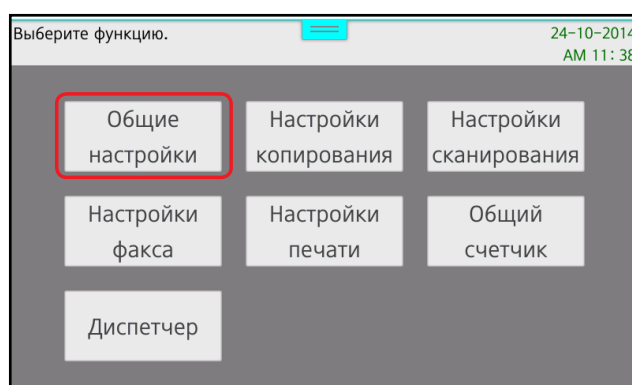 Выберите функцию.
24-10-2014
AM 11:38
Общие
настройки
Настройки
копирования
Настройки
сканирования
Настройки
факса
Настройки
печати
Общий
счетчик
Диспетчер